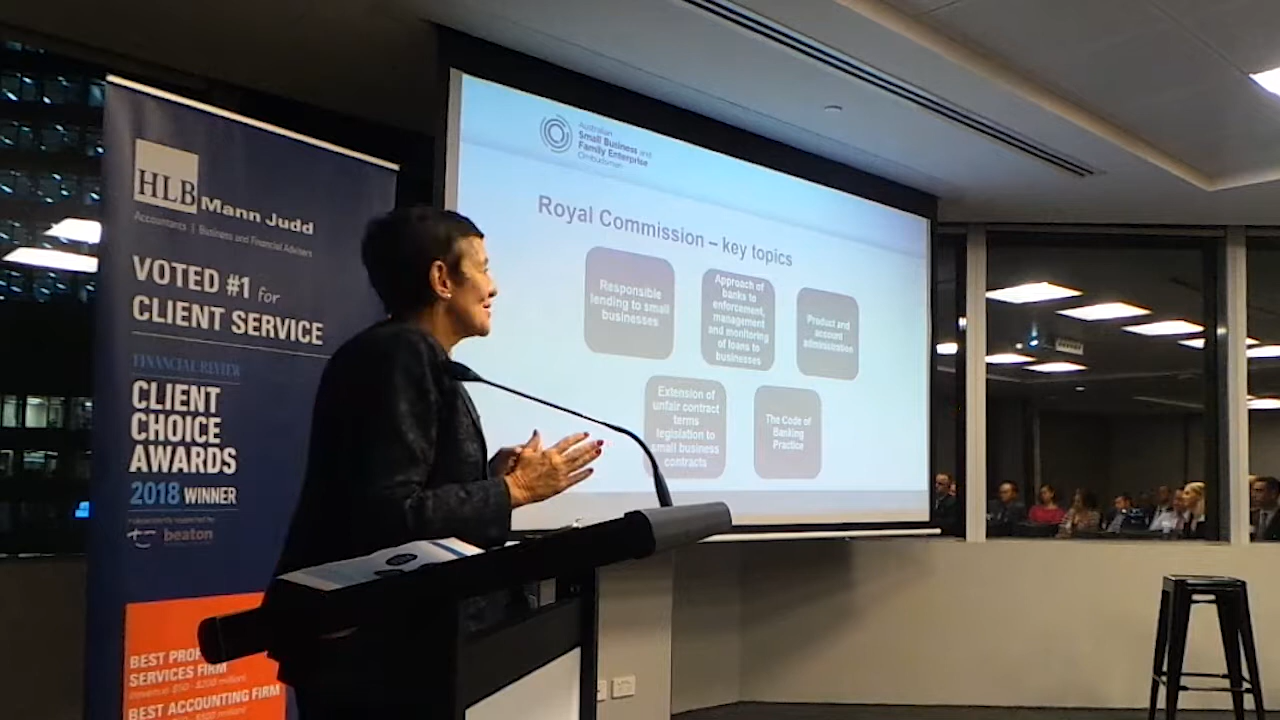 HLB Mann Judd
Accountants | Business and Financial Advisers
VOTED #1 for
CLIENT SERVICE
FINANCIAL REVIEW
CLIENT
CHOICE
AWARDS
2018 WINNER
beaton
BEST
SERVICES FIRM
BEST ACCOUNTING FIRM
Australian
Small Business and
Family Enterprise
Ombudsman
Royal Commission – key topics
Responsible
lending to small
businesses
Approach of
banks to
enforcement,
management
and monitoring
of loans to
businesses
Product and
account
administration
Extension of
unfair contract
terms
legislation to
small business
contracts
The Code of
Banking
Practice